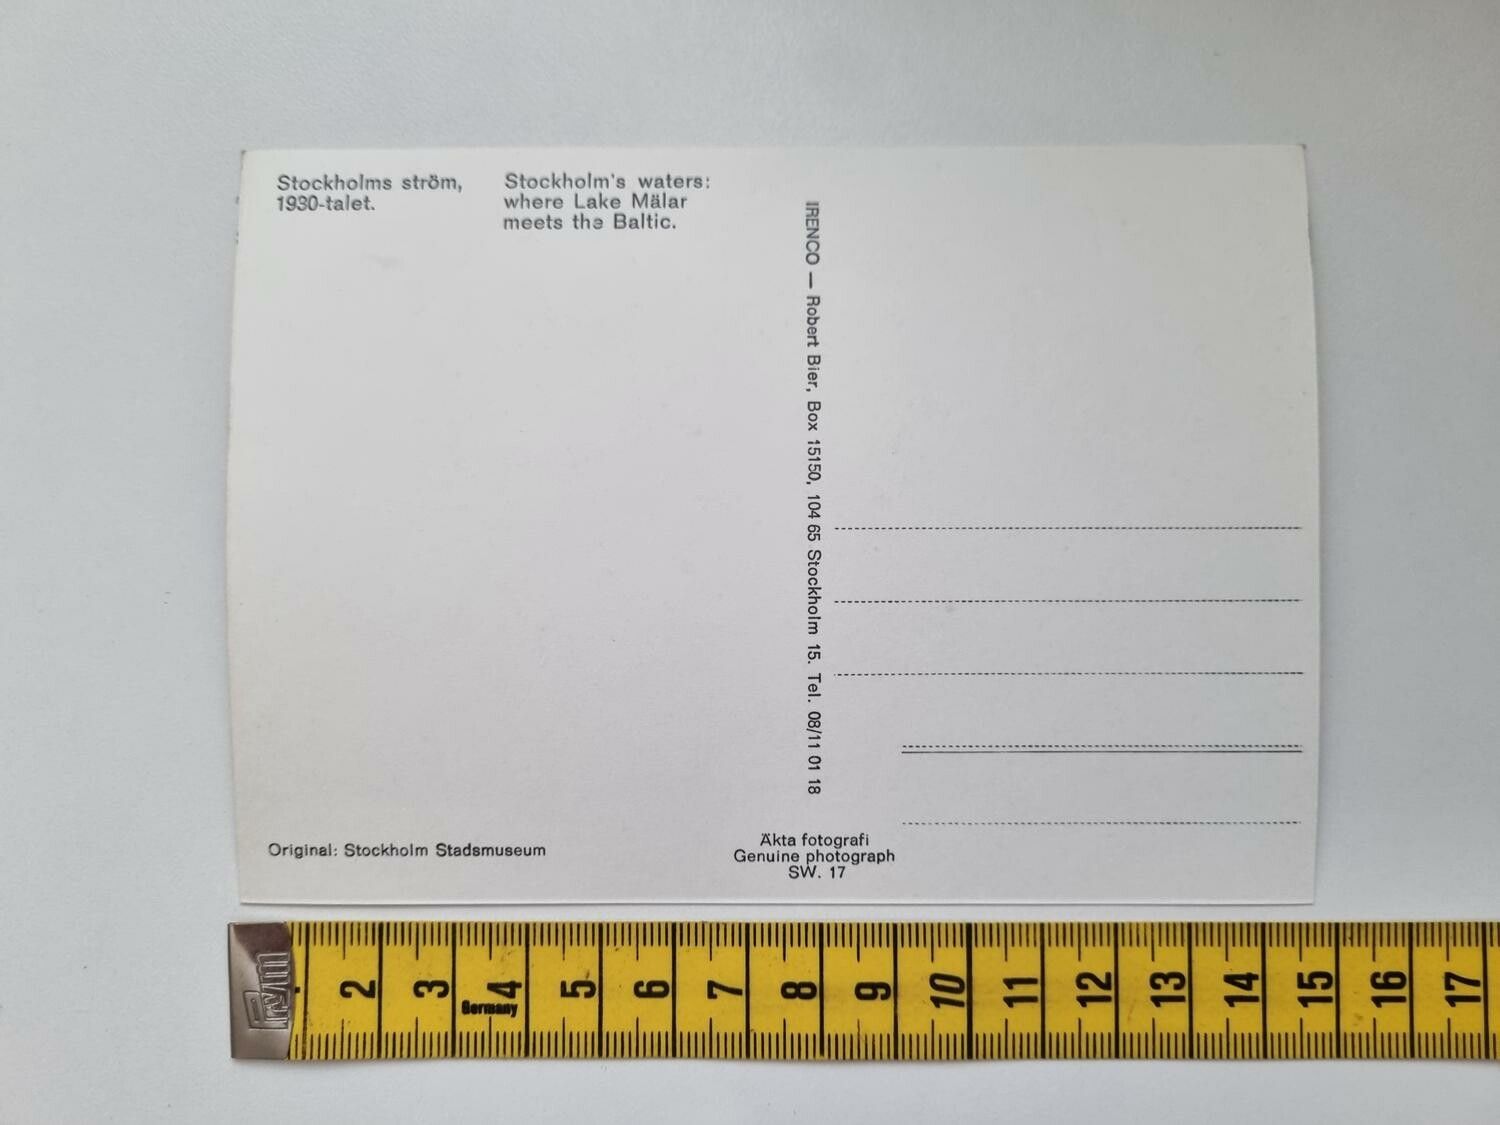 Stockholms ström,
1930-talet.
Stockholm's waters:
where Lake Mälar
meets the Baltic.
IRENCO — Robert Bier, Box 15150, 104 65 Stockholm 15. Tel. 08/11 01 18
Original: Stockholm Stadsmuseum
Äkta fotografi
Genuine photograph
SW. 17
Prym
2 3 4 5 6 7 8 9 10 11 12 13 14 15 16 17
Germany